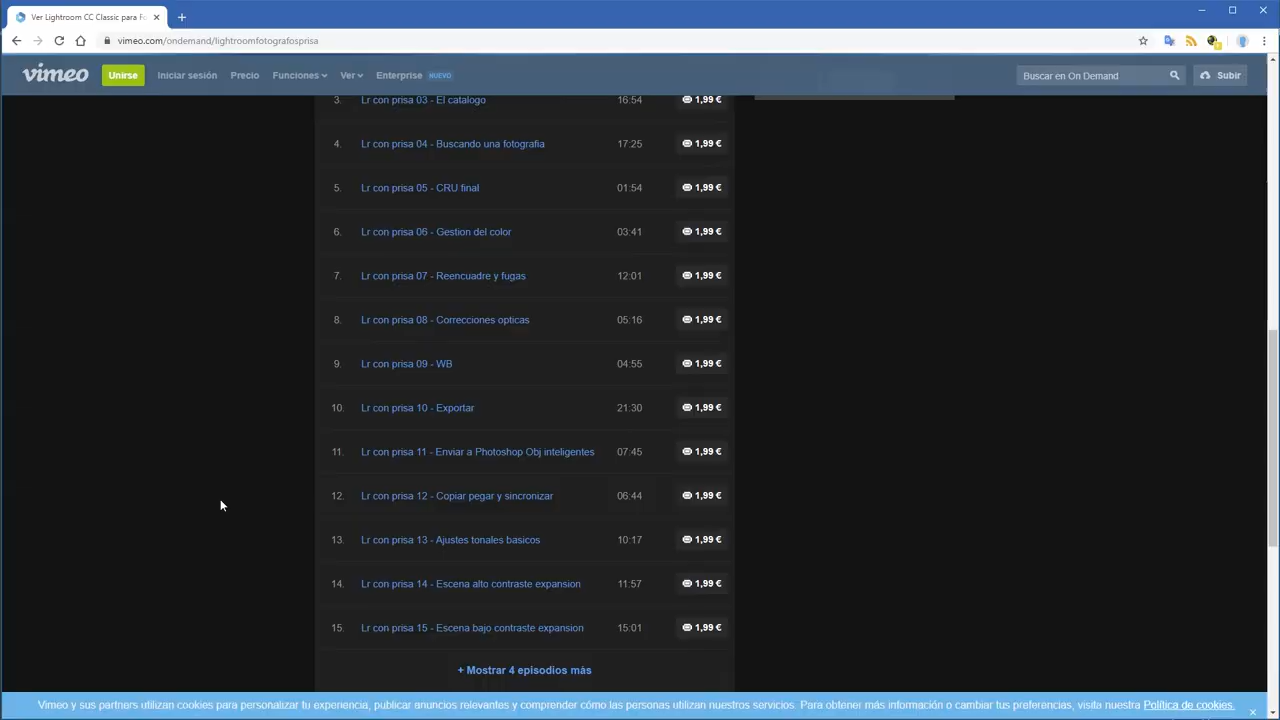 Ver Lightroom CC Classic para Fo
vimeo.com/ondemand/lightroomfotografosprisa
vimeo Unirse Iniciar sesión Precio Funciones Ver Enterprise NUEVO Buscar en On Demand Subir
3. Lr con prisa 03 - El catalogo 16:54 1,99 €
4. Lr con prisa 04 - Buscando una fotografia 17:25 1,99 €
5. Lr con prisa 05 - CRU final 01:54 1,99 €
6. Lr con prisa 06 - Gestion del color 03:41 1,99 €
7. Lr con prisa 07 - Reencuadre y fugas 12:01 1,99 €
8. Lr con prisa 08 - Correcciones opticas 05:16 1,99 €
9. Lr con prisa 09 - WB 04:55 1,99 €
10. Lr con prisa 10 - Exportar 21:30 1,99 €
11. Lr con prisa 11 - Enviar a Photoshop Obj inteligentes 07:45 1,99 €
12. Lr con prisa 12 - Copiar pegar y sincronizar 06:44 1,99 €
13. Lr con prisa 13 - Ajustes tonales basicos 10:17 1,99 €
14. Lr con prisa 14 - Escena alto contraste expansion 11:57 1,99 €
15. Lr con prisa 15 - Escena bajo contraste expansion 15:01 1,99 €
+ Mostrar 4 episodios más
Vimeo y sus partners utilizan cookies para personalizar tu experiencia, publicar anuncios relevantes y comprender cómo las personas utilizan nuestros servicios. Para obtener más información o cambiar tus preferencias, visita nuestra Política de cookies.